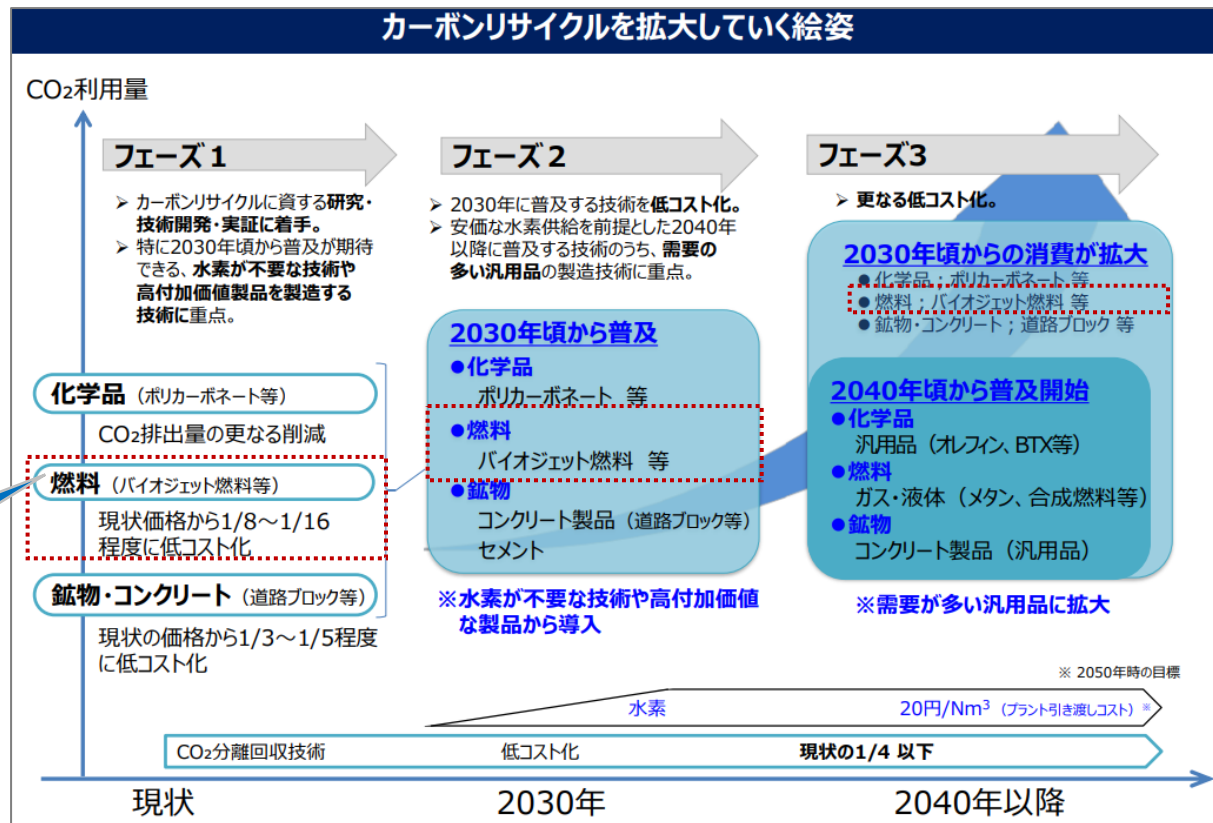 カーボンリサイクルを拡大していく絵姿
CO₂利用量
フェーズ1
➢ カーボンリサイクルに資する研究・
技術開発・実証に着手。
➢ 特に2030年頃から普及が期待
できる、水素が不要な技術や
高付加価値製品を製造する
技術に重点。
化学品（ポリカーボネート等）
CO₂排出量の更なる削減
燃料（バイオジェット燃料等）
現状価格から1/8～1/16
程度に低コスト化
鉱物・コンクリート（道路ブロック等）
現状の価格から1/3～1/5程度
に低コスト化
フェーズ2
➢ 2030年に普及する技術を低コスト化。
➢ 安価な水素供給を前提とした2040年
以降に普及する技術のうち、需要の
多い汎用品の製造技術に重点。
2030年頃から普及
●化学品
ポリカーボネート 等
●燃料
バイオジェット燃料 等
●鉱物
コンクリート製品（道路ブロック等）
セメント
※水素が不要な技術や高付加価値
な製品から導入
フェーズ3
➢ 更なる低コスト化。
2030年頃からの消費が拡大
● 化学品；ポリカーボネート 等
● 燃料；バイオジェット燃料 等
● 鉱物・コンクリート；道路ブロック 等
2040年頃から普及開始
●化学品
汎用品（オレフィン、BTX等）
●燃料
ガス・液体（メタン、合成燃料等）
●鉱物
コンクリート製品（汎用品）
※需要が多い汎用品に拡大
※ 2050年時の目標
水素 20円/Nm³（プラント引き渡しコスト）※
CO₂分離回収技術 低コスト化 現状の1/4 以下
現状 2030年 2040年以降